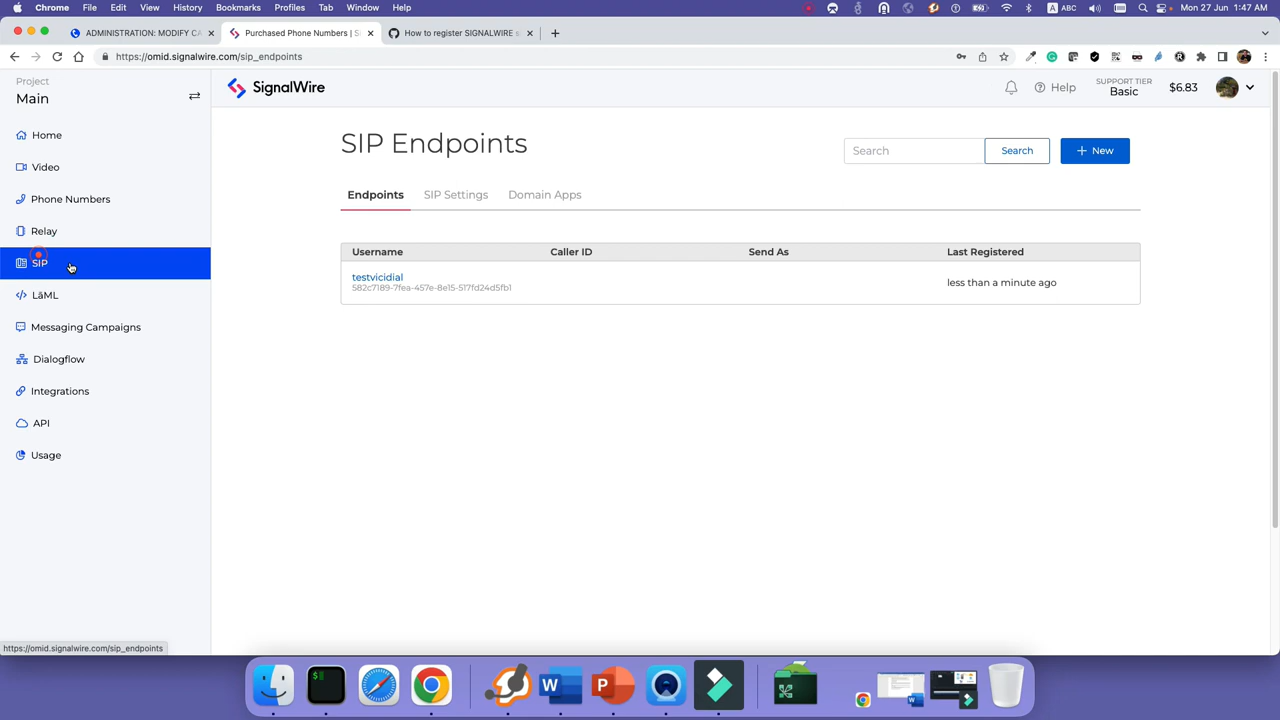 Chrome File Edit View History Bookmarks Profiles Tab Window Help
ABC Mon 27 Jun 1:47 AM
ADMINISTRATION: MODIFY CA
Purchased Phone Numbers | S
How to register SIGNALWIRE s
https://omid.signalwire.com/sip_endpoints
Project
Main
SignalWire
Help
SUPPORT TIER
Basic
$6.83
Home
Video
Phone Numbers
Relay
SIP
LāML
Messaging Campaigns
Dialogflow
Integrations
API
Usage
SIP Endpoints
Search
Search
+ New
Endpoints SIP Settings Domain Apps
Username Caller ID Send As Last Registered
testvicidial
582c7189-7fea-457e-8e15-517fd24d5fb1
less than a minute ago
https://omid.signalwire.com/sip_endpoints